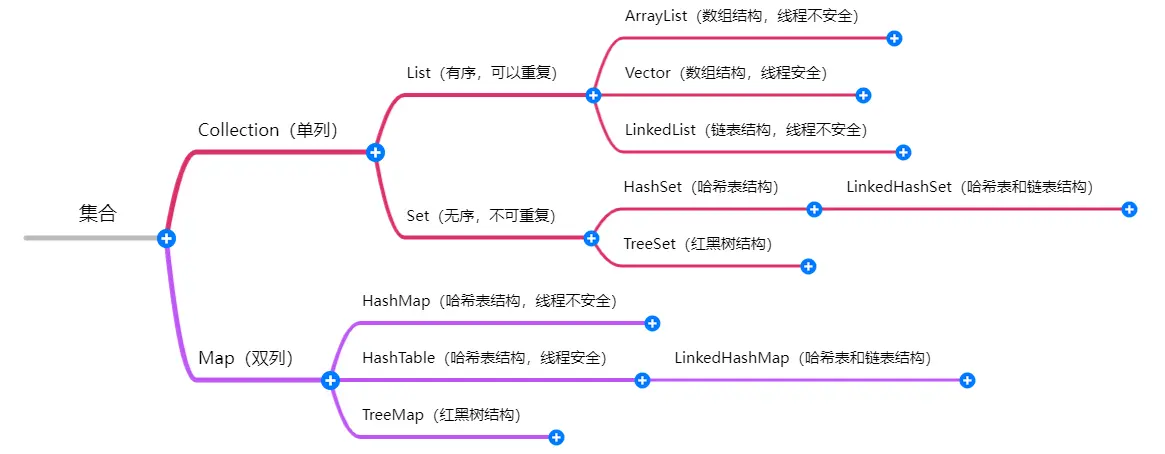 集合
Collection（单列）
List（有序，可以重复）
ArrayList（数组结构，线程不安全）
Vector（数组结构，线程安全）
LinkedList（链表结构，线程不安全）
Set（无序，不可重复）
HashSet（哈希表结构）
LinkedHashSet（哈希表和链表结构）
TreeSet（红黑树结构）
Map（双列）
HashMap（哈希表结构，线程不安全）
HashTable（哈希表结构，线程安全）
LinkedHashMap（哈希表和链表结构）
TreeMap（红黑树结构）